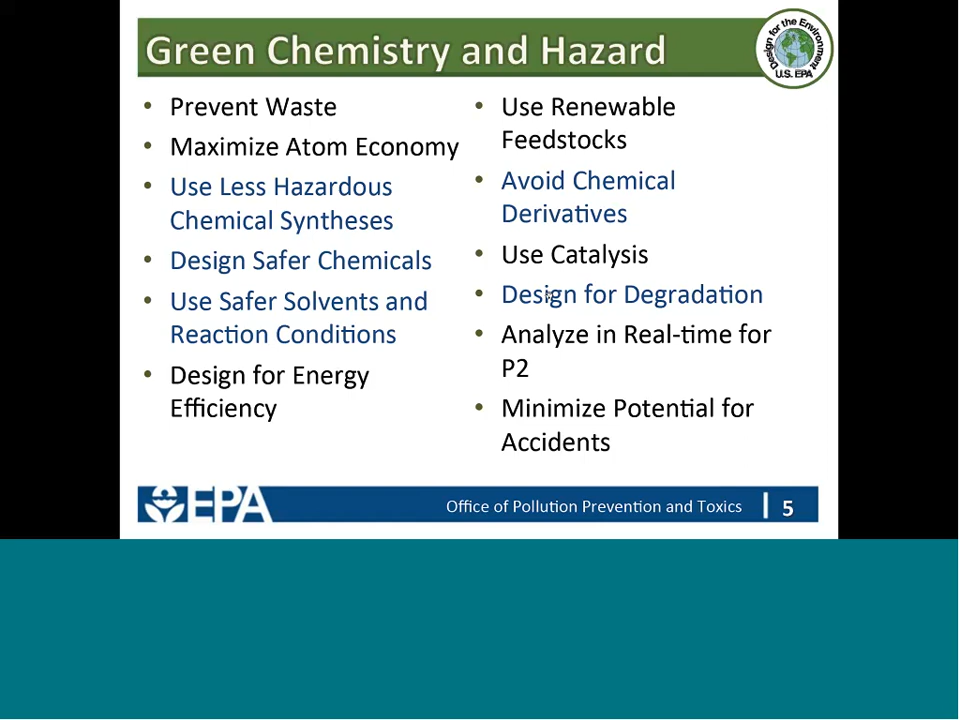 Green Chemistry and Hazard
Design for the Environment
U.S. EPA
• Prevent Waste
• Maximize Atom Economy
• Use Less Hazardous
Chemical Syntheses
• Design Safer Chemicals
• Use Safer Solvents and
Reaction Conditions
• Design for Energy
Efficiency
• Use Renewable
Feedstocks
• Avoid Chemical
Derivatives
• Use Catalysis
• Design for Degradation
• Analyze in Real-time for
P2
• Minimize Potential for
Accidents
EPA
Office of Pollution Prevention and Toxics | 5